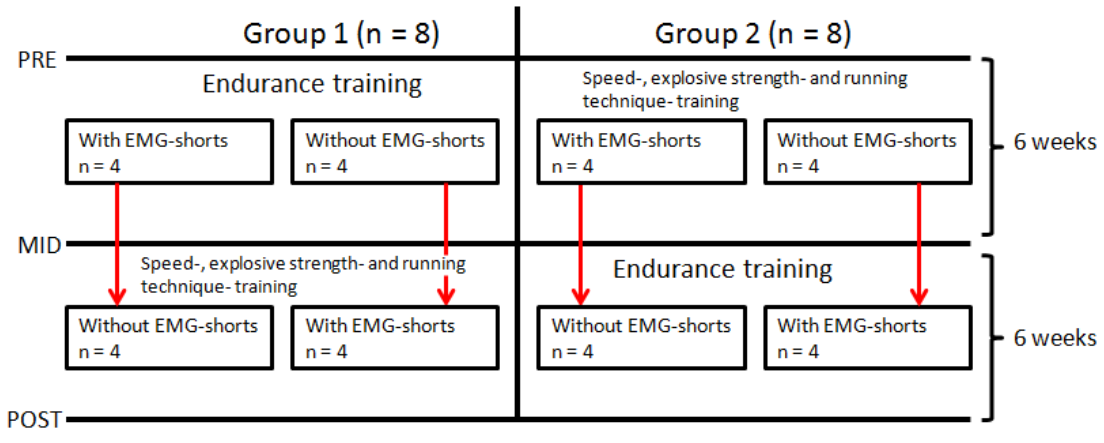 Group 1 (n = 8)
Group 2 (n = 8)
PRE
Endurance training
Speed-, explosive strength- and running
technique- training
With EMG-shorts
n = 4
Without EMG-shorts
n = 4
With EMG-shorts
n = 4
Without EMG-shorts
n = 4
6 weeks
MID
Speed-, explosive strength- and running
technique- training
Endurance training
Without EMG-shorts
n = 4
With EMG-shorts
n = 4
Without EMG-shorts
n = 4
With EMG-shorts
n = 4
6 weeks
POST